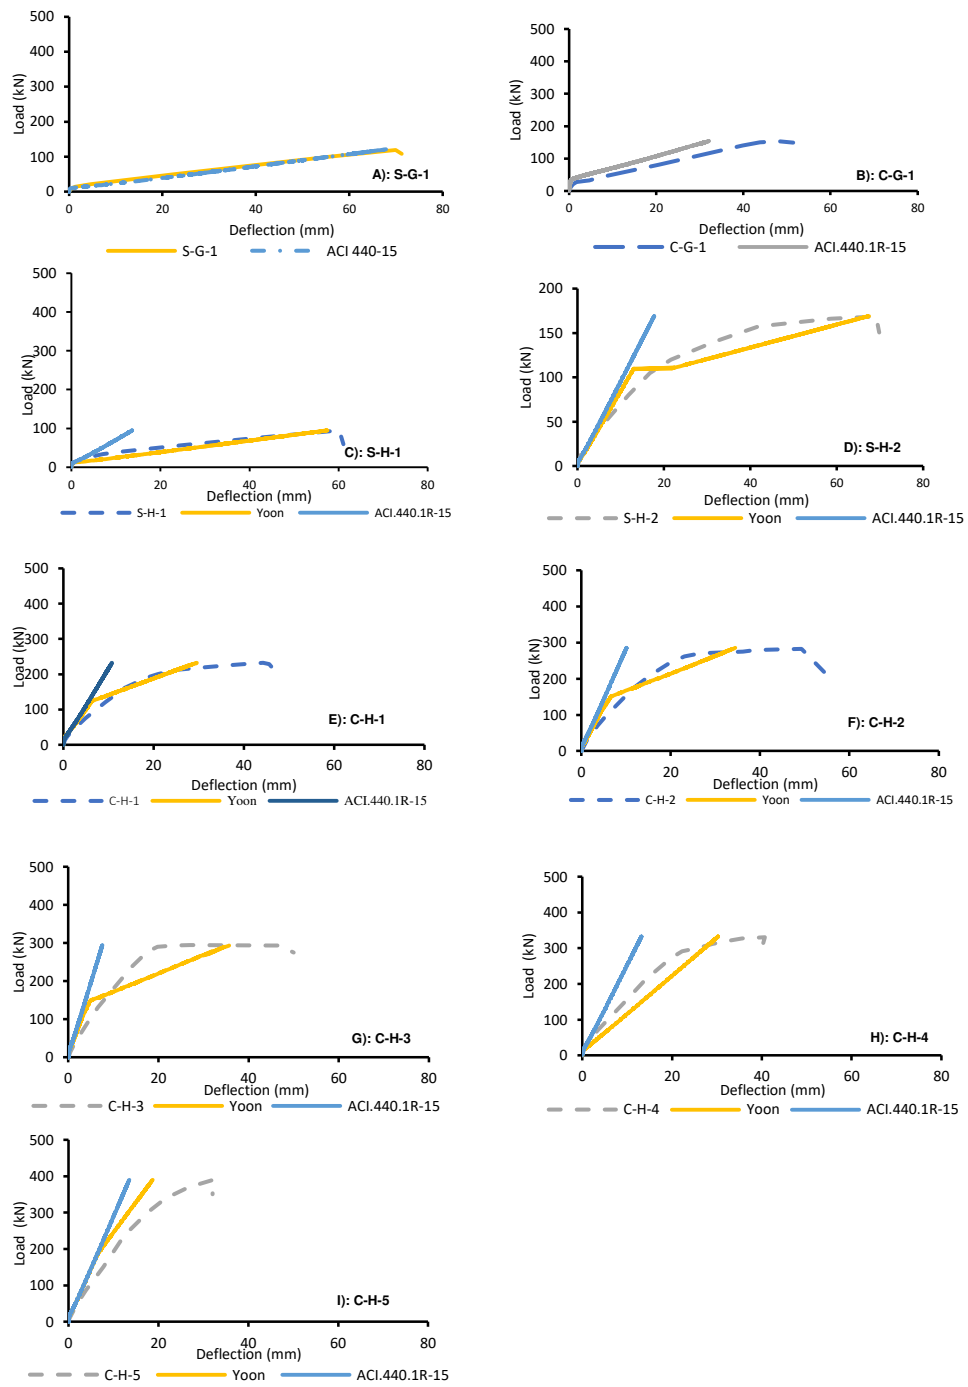 500
400
300
200
100
0
Load (kN)
0 20 40 60 80
Deflection (mm)
A): S-G-1
S-G-1 ACI 440-15
500
400
300
200
100
0
Load (kN)
0 20 40 60 80
Deflection (mm)
B): C-G-1
C-G-1 ACI.440.1R-15
500
400
300
200
100
0
Load (kN)
0 20 40 60 80
Deflection (mm)
C): S-H-1
S-H-1 Yoon ACI.440.1R-15
200
150
100
50
0
Load (kN)
0 20 40 60 80
Deflection (mm)
D): S-H-2
S-H-2 Yoon ACI.440.1R-15
500
400
300
200
100
0
Load (kN)
0 20 40 60 80
Deflection (mm)
E): C-H-1
C-H-1 Yoon ACI.440.1R-15
500
400
300
200
100
0
Load (kN)
0 20 40 60 80
Deflection (mm)
F): C-H-2
C-H-2 Yoon ACI.440.1R-15
500
400
300
200
100
0
Load (kN)
0 20 40 60 80
Deflection (mm)
G): C-H-3
C-H-3 Yoon ACI.440.1R-15
500
400
300
200
100
0
Load (kN)
0 20 40 60 80
Deflection (mm)
H): C-H-4
C-H-4 Yoon ACI.440.1R-15
500
400
300
200
100
0
Load (kN)
0 20 40 60 80
Deflection (mm)
I): C-H-5
C-H-5 Yoon ACI.440.1R-15